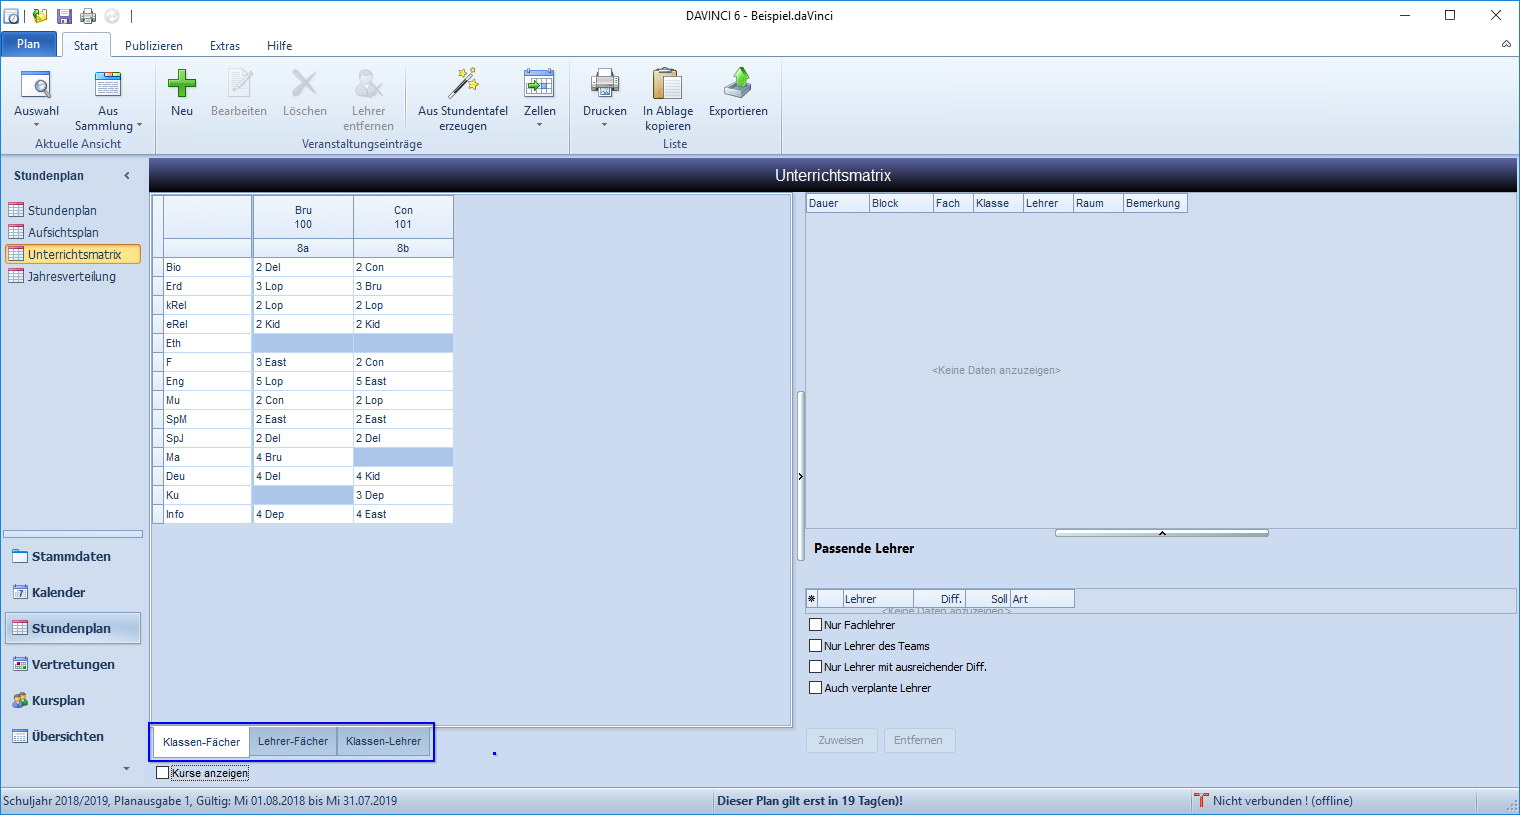 DAVINCI 6 - Beispiel.daVinci
Plan Start Publizieren Extras Hilfe
Auswahl
Aus Sammlung
Aktuelle Ansicht
Neu
Bearbeiten
Löschen
Lehrer entfernen
Aus Stundentafel erzeugen
Zellen
Veranstaltungseinträge
Drucken
In Ablage kopieren
Exportieren
Liste
Stundenplan
Stundenplan
Aufsichtsplan
Unterrichtsmatrix
Jahresverteilung
Stammdaten
Kalender
Stundenplan
Vertretungen
Kursplan
Übersichten
Unterrichtsmatrix
Bru Con
100 101
8a 8b
Bio 2 Del 2 Con
Erd 3 Lop 3 Bru
kRel 2 Lop 2 Lop
eRel 2 Kid 2 Kid
Eth
F 3 East 2 Con
Eng 5 Lop 5 East
Mu 2 Con 2 Lop
SpM 2 East 2 East
SpJ 2 Del 2 Del
Ma 4 Bru
Deu 4 Del 4 Kid
Ku 3 Dep
Info 4 Dep 4 East
Klassen-Fächer Lehrer-Fächer Klassen-Lehrer
Kurse anzeigen
Dauer Block Fach Klasse Lehrer Raum Bemerkung
<Keine Daten anzuzeigen>
Passende Lehrer
Lehrer Diff. Soll Art
<Keine Daten anzuzeigen>
Nur Fachlehrer
Nur Lehrer des Teams
Nur Lehrer mit ausreichender Diff.
Auch verplante Lehrer
Zuweisen Entfernen
Schuljahr 2018/2019, Planausgabe 1, Gültig: Mi 01.08.2018 bis Mi 31.07.2019
Dieser Plan gilt erst in 19 Tag(en)!
Nicht verbunden ! (offline)